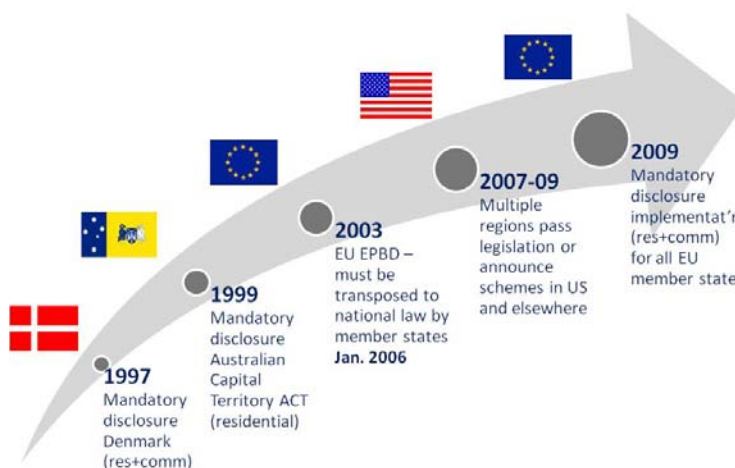 1997
Mandatory
disclosure
Denmark
(res+comm)
1999
Mandatory
disclosure
Australian
Capital
Territory ACT
(residential)
2003
EU EPBD –
must be
transposed to
national law by
member states
Jan. 2006
2007-09
Multiple
regions pass
legislation or
announce
schemes in US
and elsewhere
2009
Mandatory
disclosure
implementat'n
(res+comm)
for all EU
member state